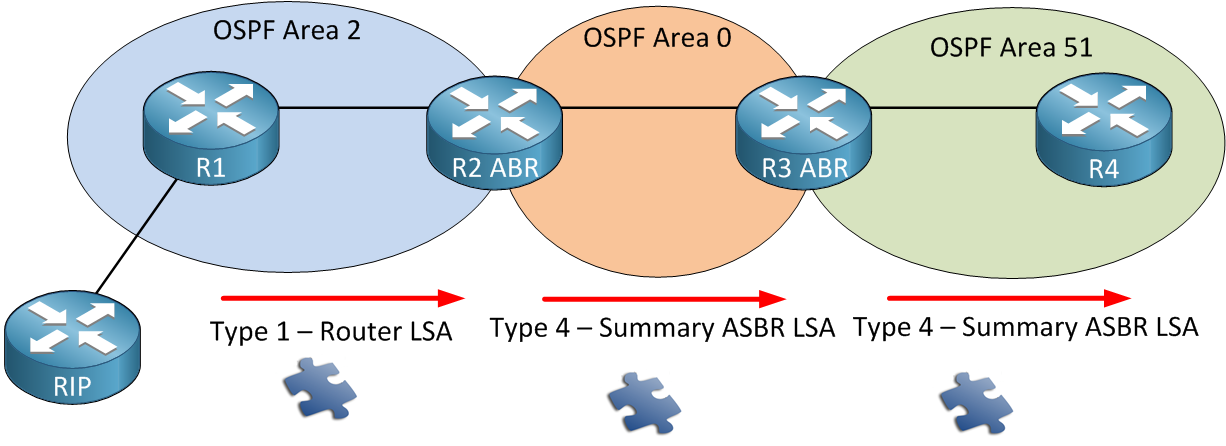 OSPF Area 2
OSPF Area 0
OSPF Area 51
R1
R2 ABR
R3 ABR
R4
Type 1 – Router LSA
Type 4 – Summary ASBR LSA
Type 4 – Summary ASBR LSA
RIP